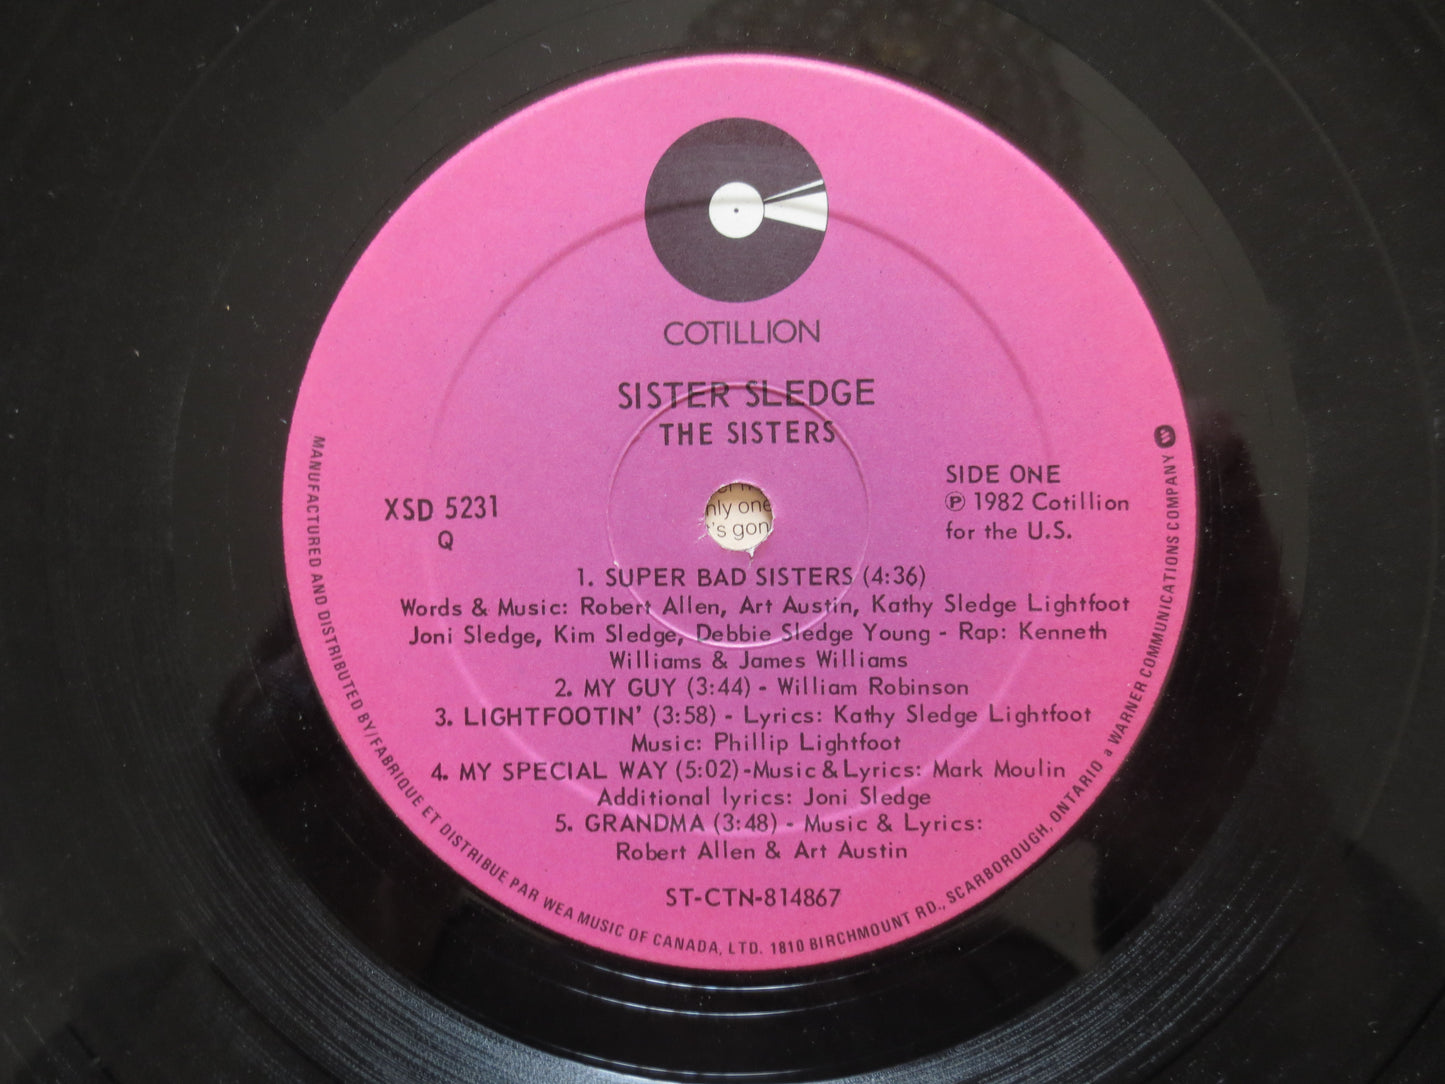 COTILLION
SISTER SLEDGE
THE SISTERS
XSD 5231
Q
SIDE ONE
Ⓟ 1982 Cotillion
for the U.S.
nly one
's gon
1. SUPER BAD SISTERS (4:36)
Words & Music: Robert Allen, Art Austin, Kathy Sledge Lightfoot
Joni Sledge, Kim Sledge, Debbie Sledge Young - Rap: Kenneth
Williams & James Williams
2. MY GUY (3:44) - William Robinson
3. LIGHTFOOTIN' (3:58) - Lyrics: Kathy Sledge Lightfoot
Music: Phillip Lightfoot
4. MY SPECIAL WAY (5:02)-Music & Lyrics: Mark Moulin
Additional lyrics: Joni Sledge
5. GRANDMA (3:48) - Music & Lyrics:
Robert Allen & Art Austin
ST-CTN-814867
MANUFACTURED AND DISTRIBUTED BY/FABRIQUE ET DISTRIBUE PAR WEA MUSIC OF CANADA, LTD. 1810 BIRCHMOUNT RD., SCARBOROUGH, ONTARIO a WARNER COMMUNICATIONS COMPANY